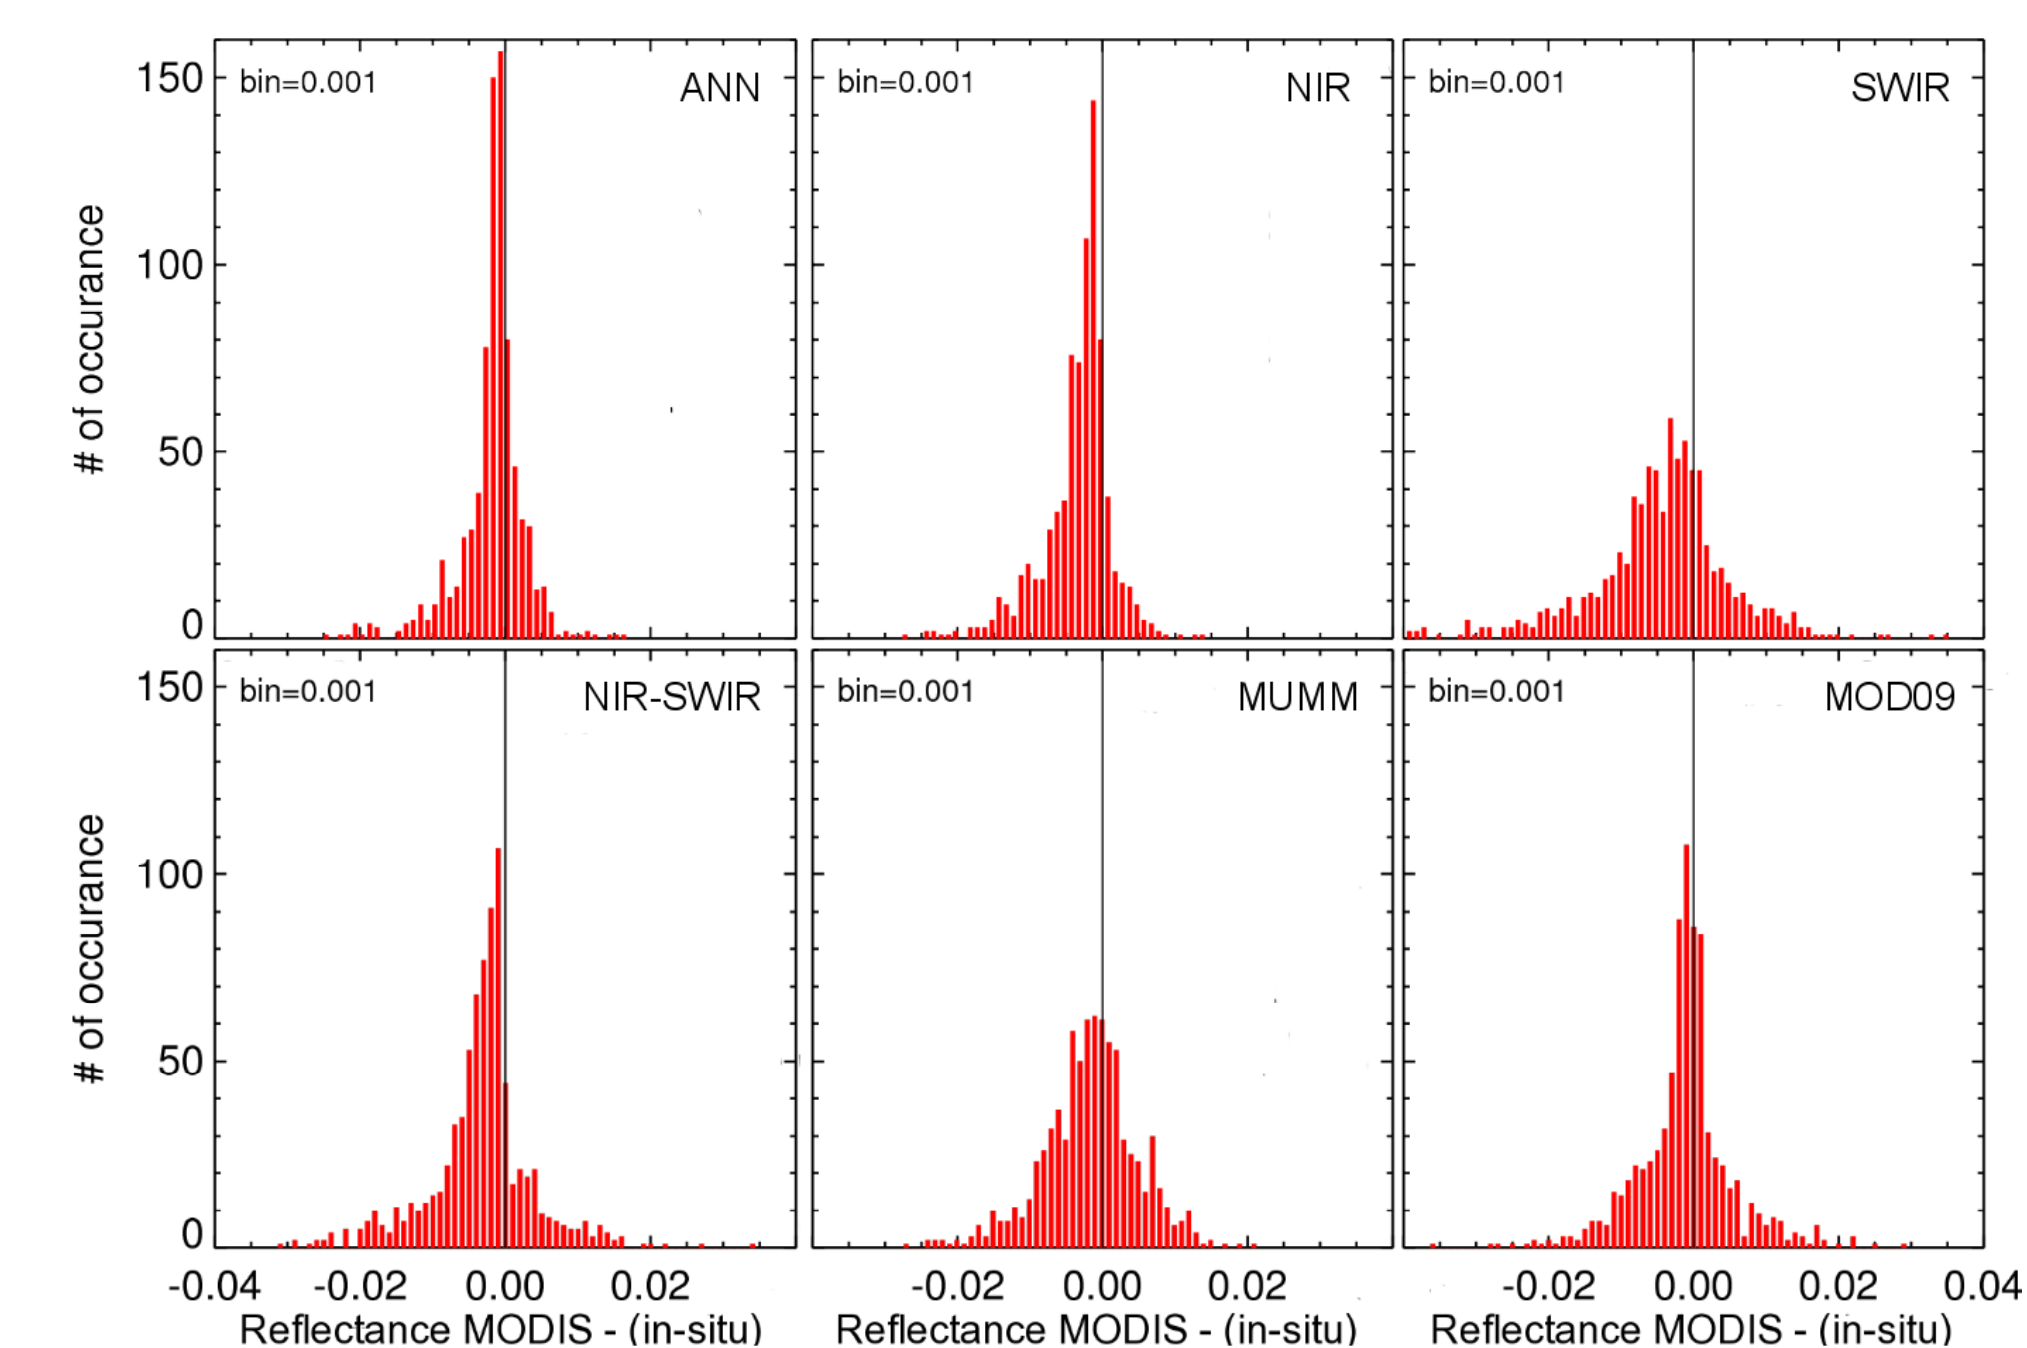 bin=0.001 ANN
bin=0.001 NIR
bin=0.001 SWIR
150
100
50
0
# of occurance
bin=0.001 NIR-SWIR
bin=0.001 MUMM
bin=0.001 MOD09
150
100
50
0
# of occurance
-0.04 -0.02 0.00 0.02
-0.02 0.00 0.02
-0.02 0.00 0.02 0.04
Reflectance MODIS - (in-situ)
Reflectance MODIS - (in-situ)
Reflectance MODIS - (in-situ)